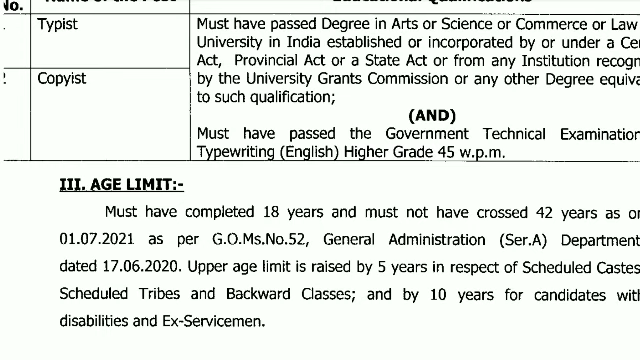 No.
Typist
Must have passed Degree in Arts or Science or Commerce or Law
University in India established or incorporated by or under a Ce
Act, Provincial Act or a State Act or from any Institution recogn
Copyist
by the University Grants Commission or any other Degree equiva
to such qualification;
(AND)
Must have passed the Government Technical Examination
Typewriting (English) Higher Grade 45 w.p.m.
III. AGE LIMIT:-
Must have completed 18 years and must not have crossed 42 years as o
01.07.2021 as per G.O.Ms.No.52, General Administration (Ser.A) Department
dated 17.06.2020. Upper age limit is raised by 5 years in respect of Scheduled Castes
Scheduled Tribes and Backward Classes; and by 10 years for candidates with
disabilities and Ex-Servicemen.